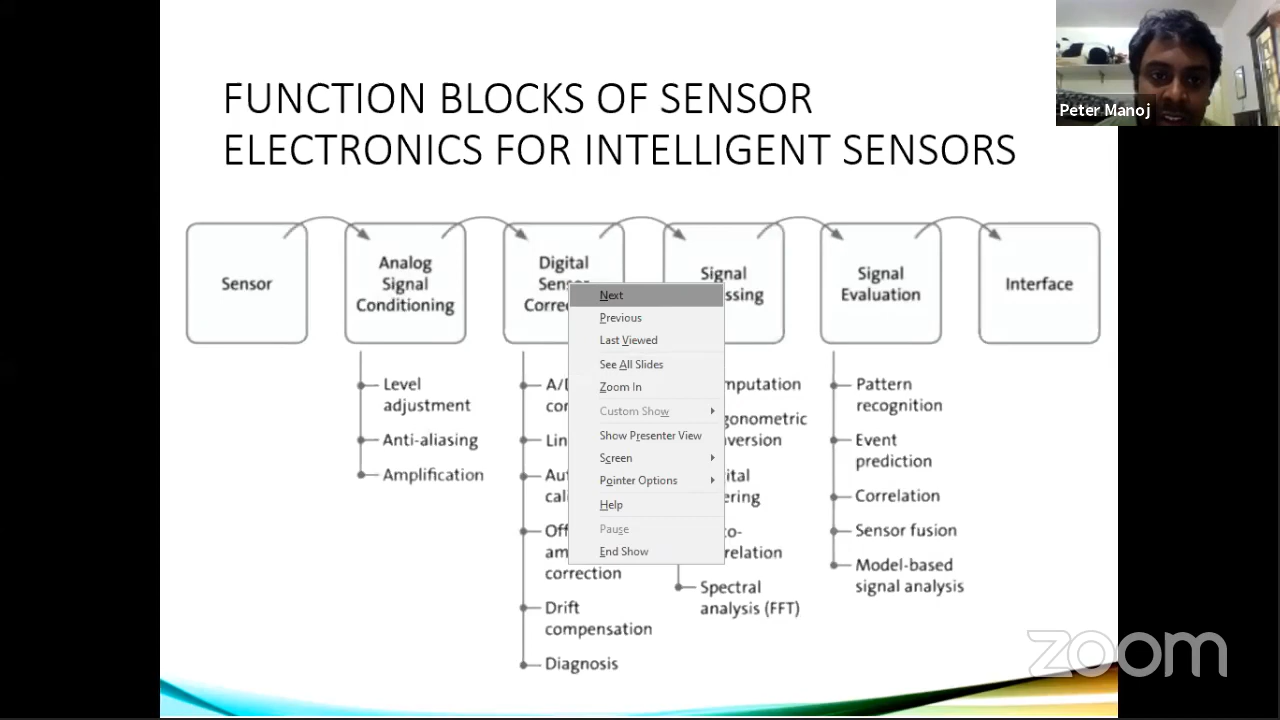 FUNCTION BLOCKS OF SENSOR
ELECTRONICS FOR INTELLIGENT SENSORS
Peter Manoj
Sensor
Analog
Signal
Conditioning
Level
adjustment
Anti-aliasing
Amplification
Digital
correction
Drift
compensation
Diagnosis
Next
Previous
Last Viewed
See All Slides
Zoom In
Custom Show
Show Presenter View
Screen
Pointer Options
Help
Pause
End Show
Signal
Spectral
analysis (FFT)
Signal
Evaluation
Pattern
recognition
Event
prediction
Correlation
Sensor fusion
Model-based
signal analysis
Interface
zoom